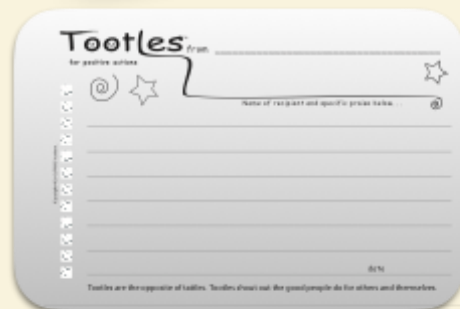 Tootles from
for positive actions
Name of recipient and specific praise below...
date
Tootles are the opposite of tattles. Tootles shout out the good people do for others and themselves.